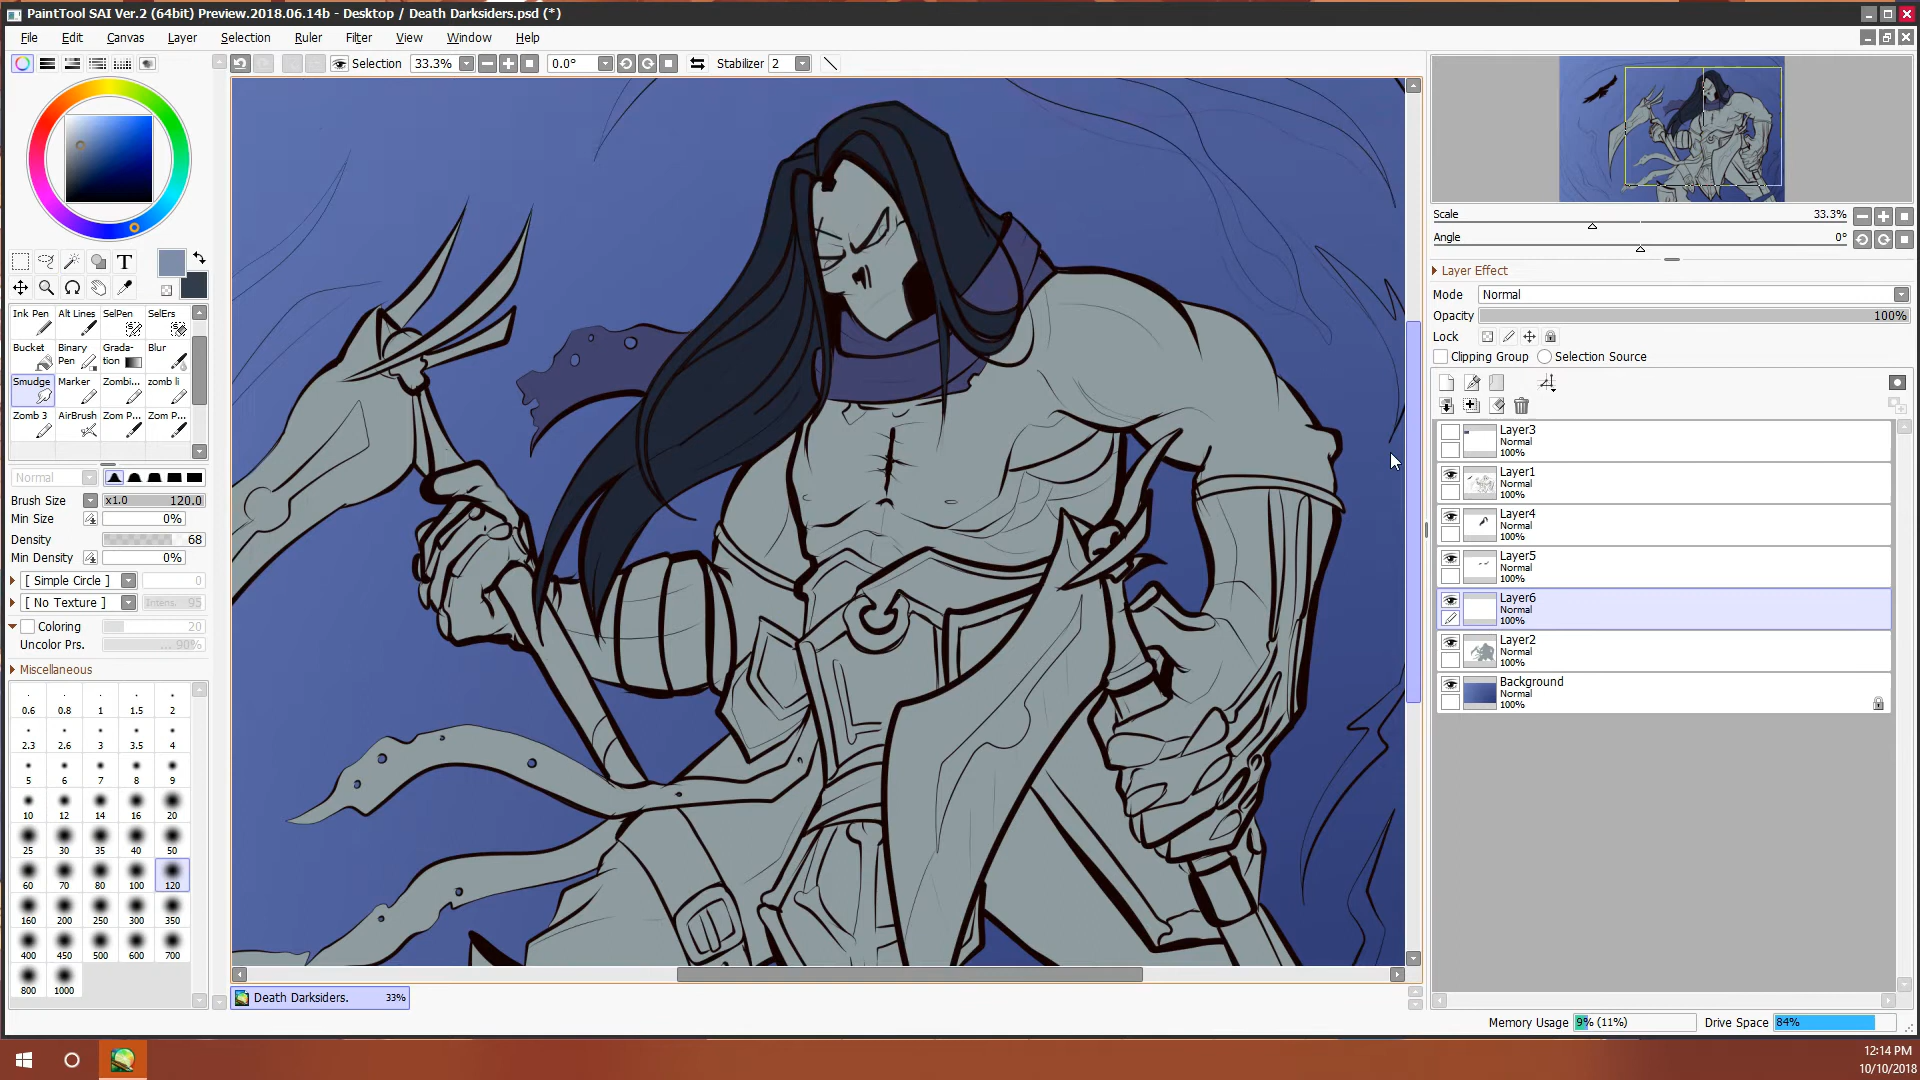 PaintTool SAI Ver.2 (64bit) Preview.2018.06.14b - Desktop / Death Darksiders.psd (*)
File Edit Canvas Layer Selection Ruler Filter View Window Help
Selection 33.3% 0.0° Stabilizer 2
Scale 33.3%
Angle 0°
T
Layer Effect
Mode Normal
Opacity 100%
Lock
Clipping Group Selection Source
Ink Pen Alt Lines SelPen SelErs
Bucket Binary Pen Grada-tion Blur
Smudge Marker Zombi... zomb li
Zomb 3 AirBrush Zom P... Zom P...
Normal
Brush Size x1.0 120.0
Min Size 0%
Density 68
Min Density 0%
[ Simple Circle ] 0
[ No Texture ] Intens. 95
Coloring 20
Uncolor Prs. ... 90%
Miscellaneous
0.6 0.8 1 1.5 2
2.3 2.6 3 3.5 4
5 6 7 8 9
10 12 14 16 20
25 30 35 40 50
60 70 80 100 120
160 200 250 300 350
400 450 500 600 700
800 1000
Layer3
Normal
100%
Layer1
Normal
100%
Layer4
Normal
100%
Layer5
Normal
100%
Layer6
Normal
100%
Layer2
Normal
100%
Background
Normal
100%
Death Darksiders. 33%
Memory Usage 9% (11%) Drive Space 84%
12:14 PM
10/10/2018